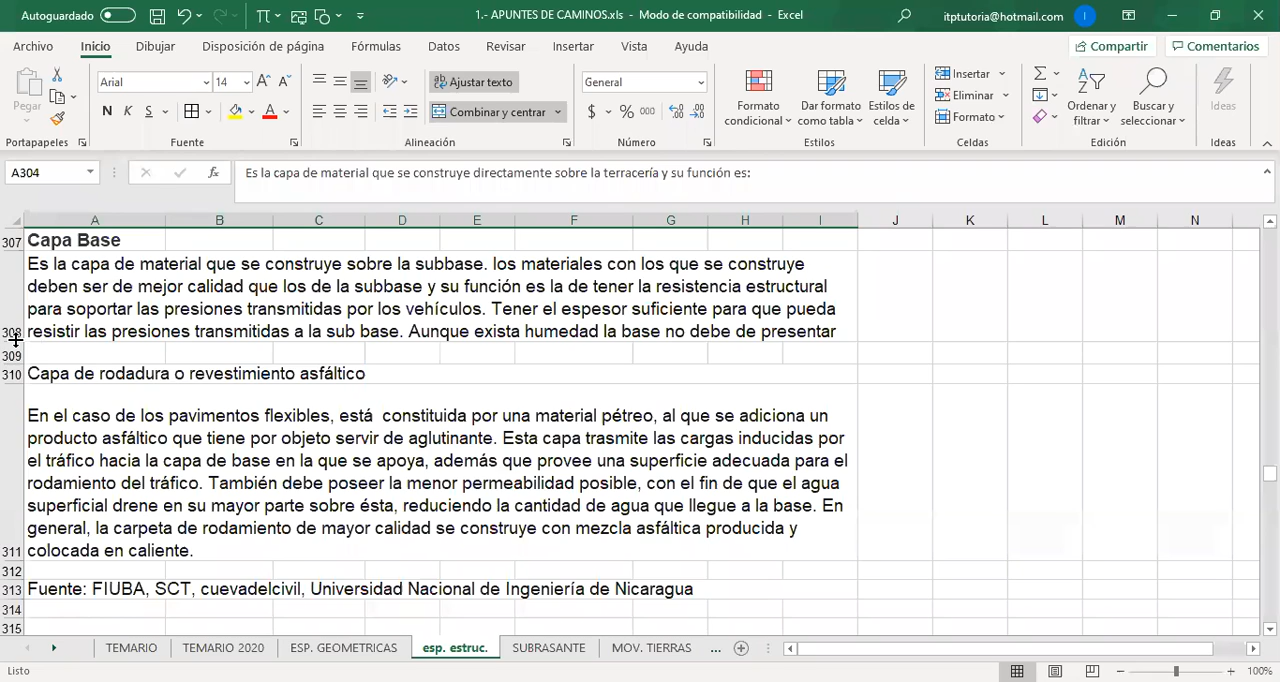 Autoguardado
1.- APUNTES DE CAMINOS.xls - Modo de compatibilidad - Excel
itptutoria@hotmail.com
I
Archivo Inicio Dibujar Disposición de página Fórmulas Datos Revisar Insertar Vista Ayuda
Compartir Comentarios
Pegar
Arial 14
N K S
Ajustar texto
Combinar y centrar
General
$ % 000
Formato condicional
Dar formato como tabla
Estilos de celda
Insertar
Eliminar
Formato
Ordenar y filtrar
Buscar y seleccionar
Ideas
Portapapeles Fuente Alineación Número Estilos Celdas Edición Ideas
A304
fx
Es la capa de material que se construye directamente sobre la terracería y su función es:
A B C D E F G H I J K L M N
307 Capa Base
Es la capa de material que se construye sobre la subbase. los materiales con los que se construye
deben ser de mejor calidad que los de la subbase y su función es la de tener la resistencia estructural
para soportar las presiones transmitidas por los vehículos. Tener el espesor suficiente para que pueda
308 resistir las presiones transmitidas a la sub base. Aunque exista humedad la base no debe de presentar
309
310 Capa de rodadura o revestimiento asfáltico
En el caso de los pavimentos flexibles, está  constituida por una material pétreo, al que se adiciona un
producto asfáltico que tiene por objeto servir de aglutinante. Esta capa trasmite las cargas inducidas por
el tráfico hacia la capa de base en la que se apoya, además que provee una superficie adecuada para el
rodamiento del tráfico. También debe poseer la menor permeabilidad posible, con el fin de que el agua
superficial drene en su mayor parte sobre ésta, reduciendo la cantidad de agua que llegue a la base. En
general, la carpeta de rodamiento de mayor calidad se construye con mezcla asfáltica producida y
311 colocada en caliente.
312
313 Fuente: FIUBA, SCT, cuevadelcivil, Universidad Nacional de Ingeniería de Nicaragua
314
315
TEMARIO TEMARIO 2020 ESP. GEOMETRICAS esp. estruc. SUBRASANTE MOV. TIERRAS ...
Listo
100%